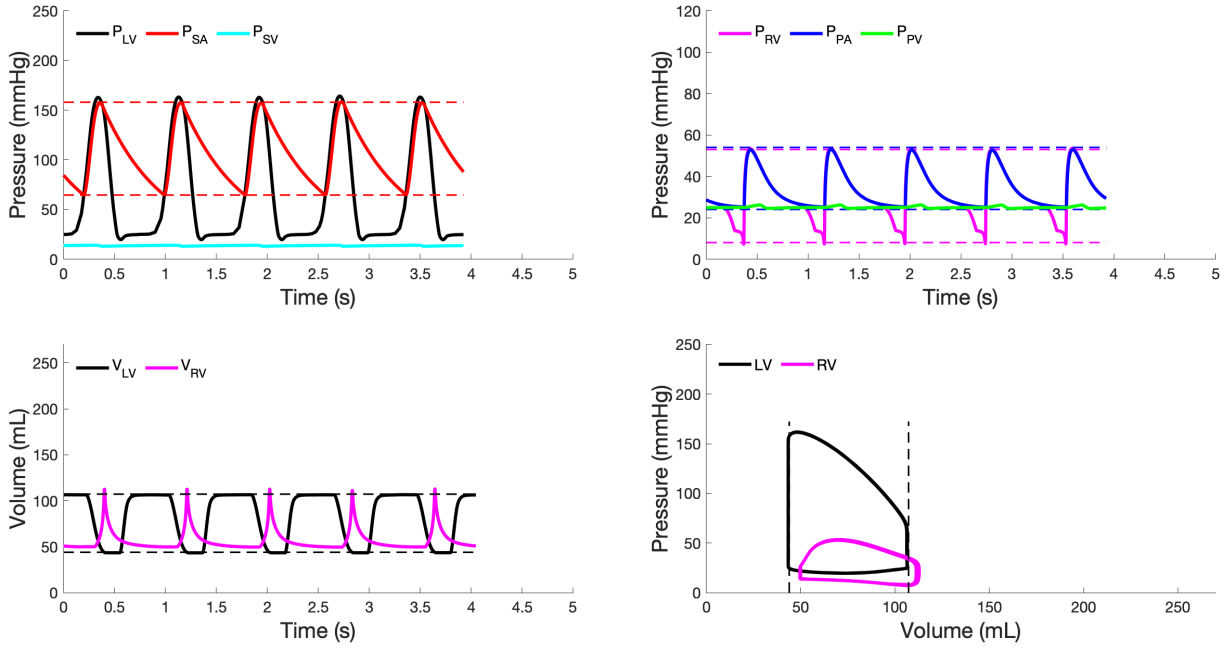 P_LV P_SA P_SV
Pressure (mmHg)
250
200
150
100
50
0
0 0.5 1 1.5 2 2.5 3 3.5 4 4.5 5
Time (s)
P_RV P_PA P_PV
Pressure (mmHg)
120
100
80
60
40
20
0
0 0.5 1 1.5 2 2.5 3 3.5 4 4.5 5
Time (s)
V_LV V_RV
Volume (mL)
250
200
150
100
50
0
0 0.5 1 1.5 2 2.5 3 3.5 4 4.5 5
Time (s)
LV RV
Pressure (mmHg)
250
200
150
100
50
0
0 50 100 150 200 250
Volume (mL)